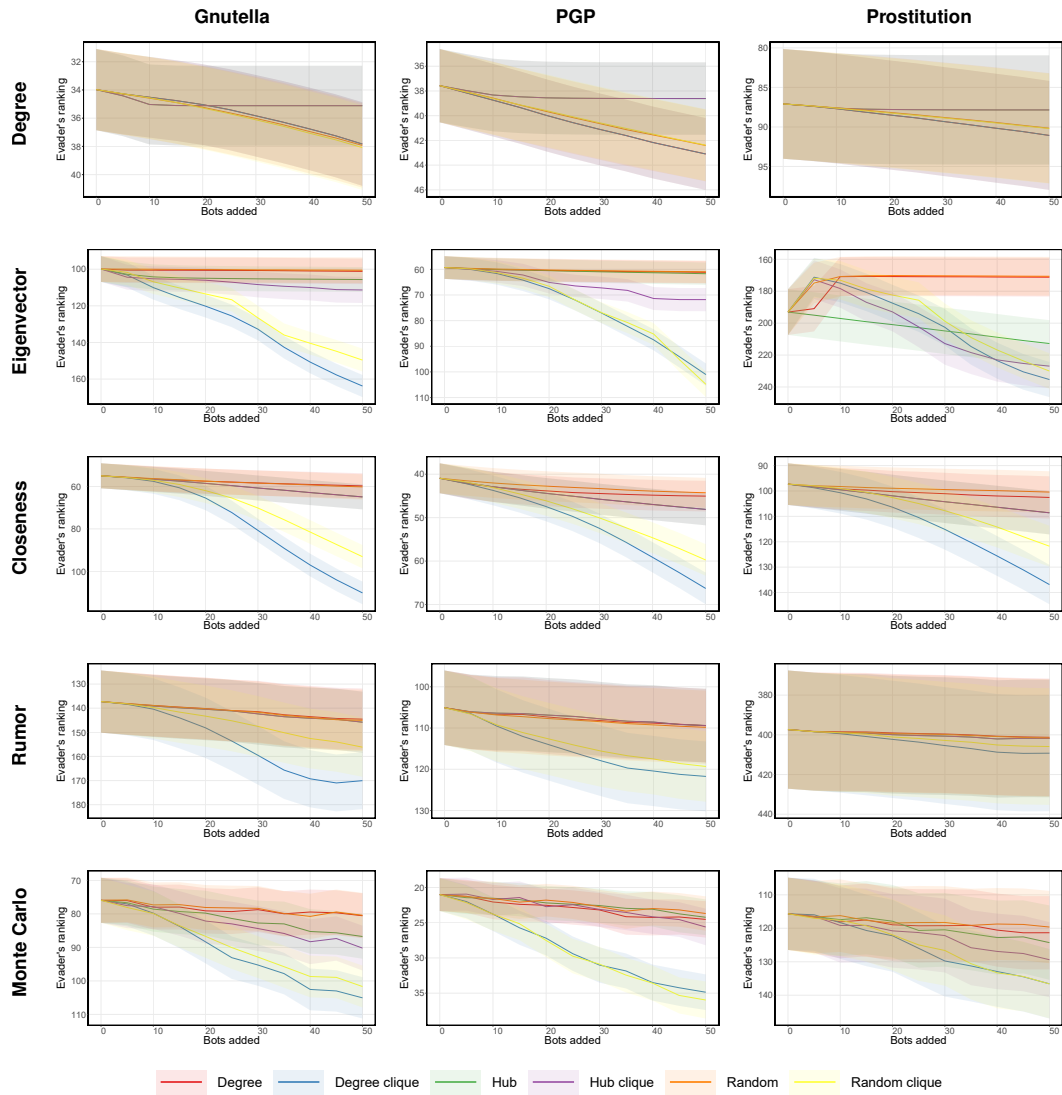 Gnutella PGP Prostitution
Degree
Evader's ranking
32
34
36
38
40
0 10 20 30 40 50
Bots added
Evader's ranking
36
38
40
42
44
46
0 10 20 30 40 50
Bots added
Evader's ranking
80
85
90
95
0 10 20 30 40 50
Bots added
Eigenvector
Evader's ranking
100
120
140
160
0 10 20 30 40 50
Bots added
Evader's ranking
60
70
80
90
100
110
0 10 20 30 40 50
Bots added
Evader's ranking
160
180
200
220
240
0 10 20 30 40 50
Bots added
Closeness
Evader's ranking
60
80
100
0 10 20 30 40 50
Bots added
Evader's ranking
40
50
60
70
0 10 20 30 40 50
Bots added
Evader's ranking
90
100
110
120
130
140
0 10 20 30 40 50
Bots added
Rumor
Evader's ranking
130
140
150
160
170
180
0 10 20 30 40 50
Bots added
Evader's ranking
100
110
120
130
0 10 20 30 40 50
Bots added
Evader's ranking
380
400
420
440
0 10 20 30 40 50
Bots added
Monte Carlo
Evader's ranking
70
80
90
100
110
0 10 20 30 40 50
Bots added
Evader's ranking
20
25
30
35
0 10 20 30 40 50
Bots added
Evader's ranking
110
120
130
140
0 10 20 30 40 50
Bots added
Degree Degree clique Hub Hub clique Random Random clique